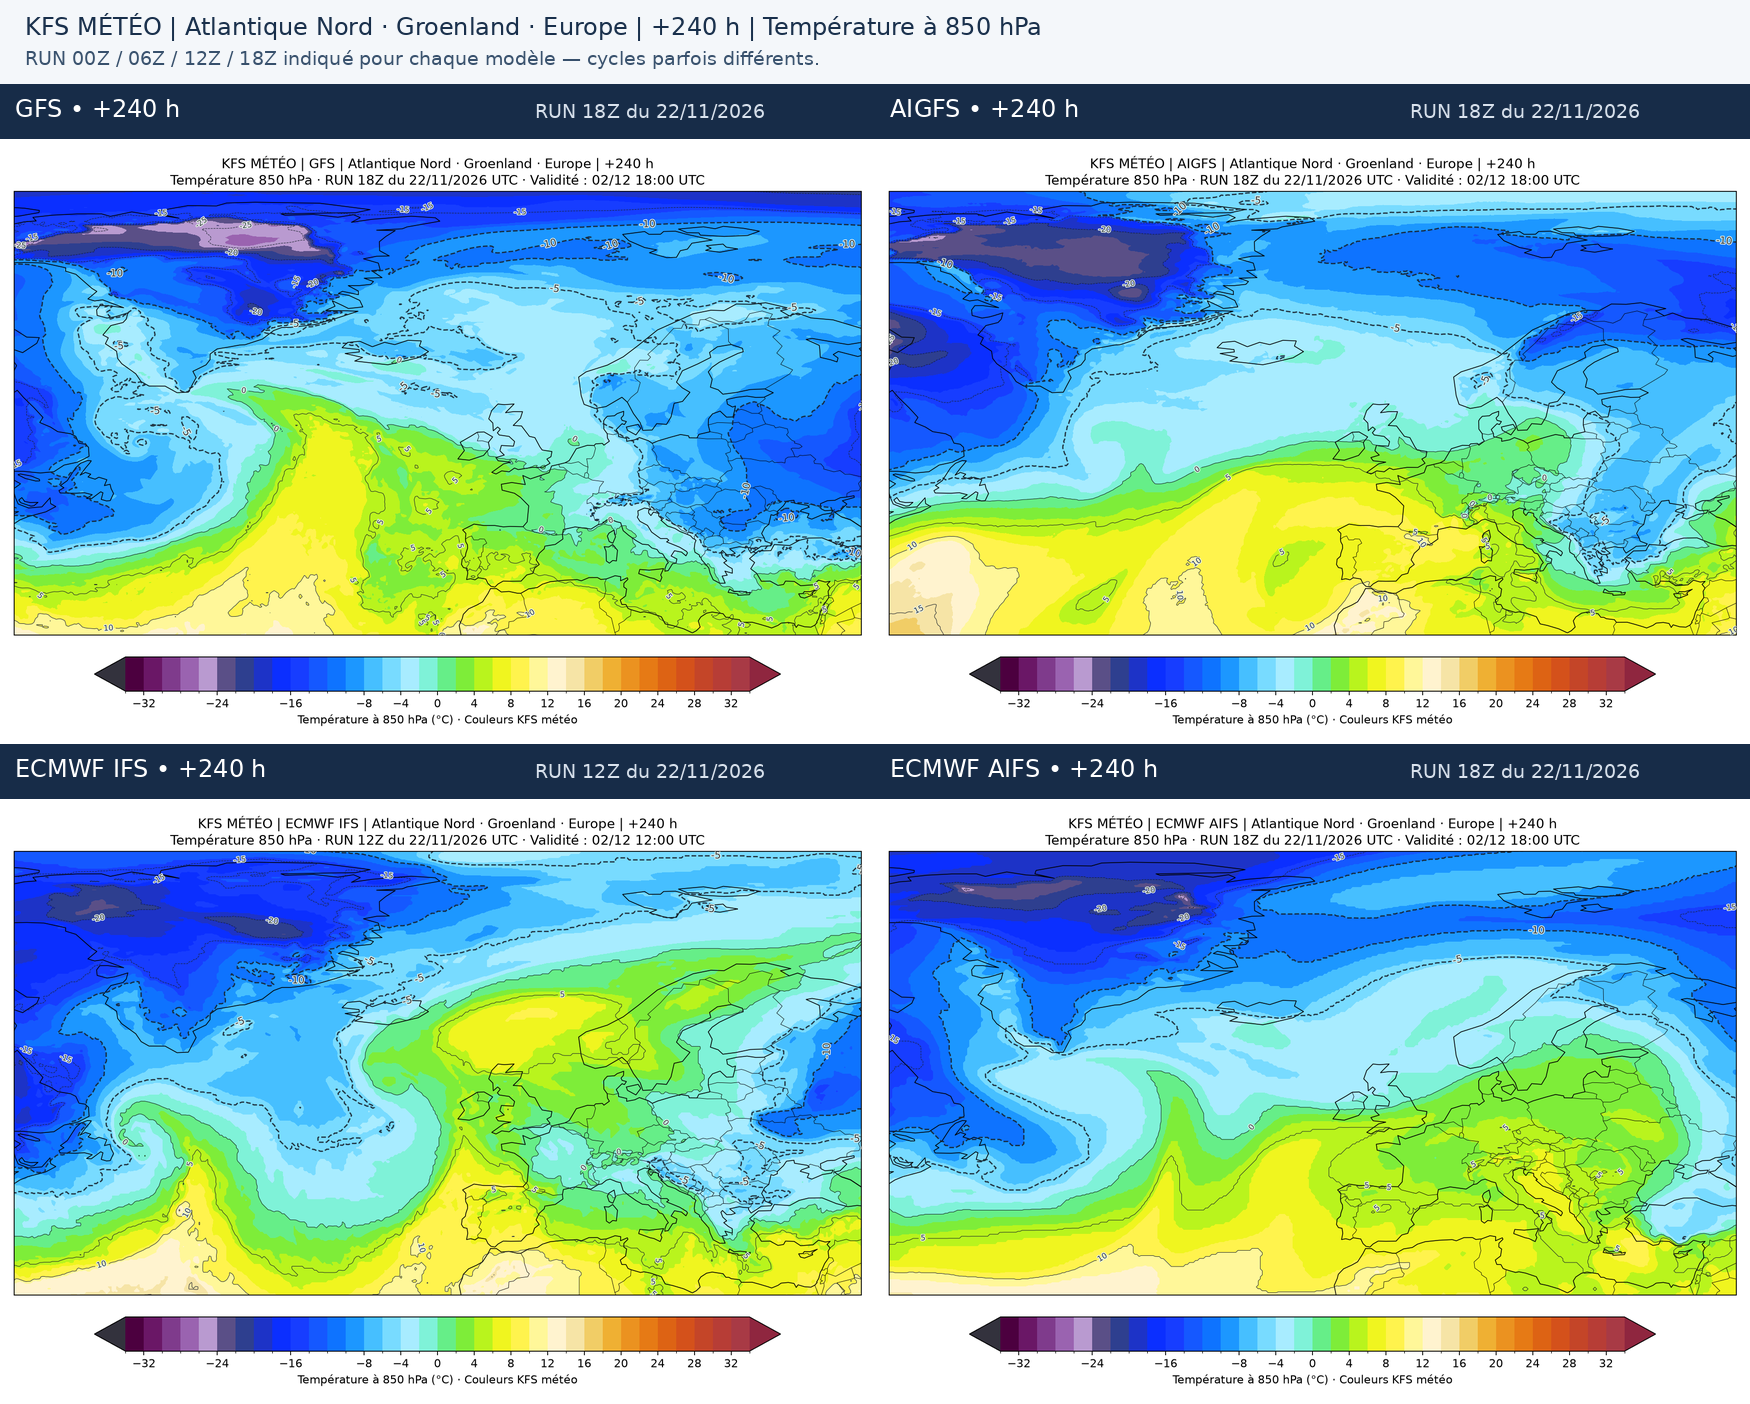 KFS MÉTÉO | Atlantique Nord · Groenland · Europe | +240 h | Température à 850 hPa
RUN 00Z / 06Z / 12Z / 18Z indiqué pour chaque modèle — cycles parfois différents.
GFS • +240 h
RUN 18Z du 22/11/2026
KFS MÉTÉO | GFS | Atlantique Nord · Groenland · Europe | +240 h
Température 850 hPa · RUN 18Z du 22/11/2026 UTC · Validité : 02/12 18:00 UTC
−32 −24 −16 −8 −4 0 4 8 12 16 20 24 28 32
Température à 850 hPa (°C) · Couleurs KFS météo
AIGFS • +240 h
RUN 18Z du 22/11/2026
KFS MÉTÉO | AIGFS | Atlantique Nord · Groenland · Europe | +240 h
Température 850 hPa · RUN 18Z du 22/11/2026 UTC · Validité : 02/12 18:00 UTC
−32 −24 −16 −8 −4 0 4 8 12 16 20 24 28 32
Température à 850 hPa (°C) · Couleurs KFS météo
ECMWF IFS • +240 h
RUN 12Z du 22/11/2026
KFS MÉTÉO | ECMWF IFS | Atlantique Nord · Groenland · Europe | +240 h
Température 850 hPa · RUN 12Z du 22/11/2026 UTC · Validité : 02/12 12:00 UTC
−32 −24 −16 −8 −4 0 4 8 12 16 20 24 28 32
Température à 850 hPa (°C) · Couleurs KFS météo
ECMWF AIFS • +240 h
RUN 18Z du 22/11/2026
KFS MÉTÉO | ECMWF AIFS | Atlantique Nord · Groenland · Europe | +240 h
Température 850 hPa · RUN 18Z du 22/11/2026 UTC · Validité : 02/12 18:00 UTC
−32 −24 −16 −8 −4 0 4 8 12 16 20 24 28 32
Température à 850 hPa (°C) · Couleurs KFS météo